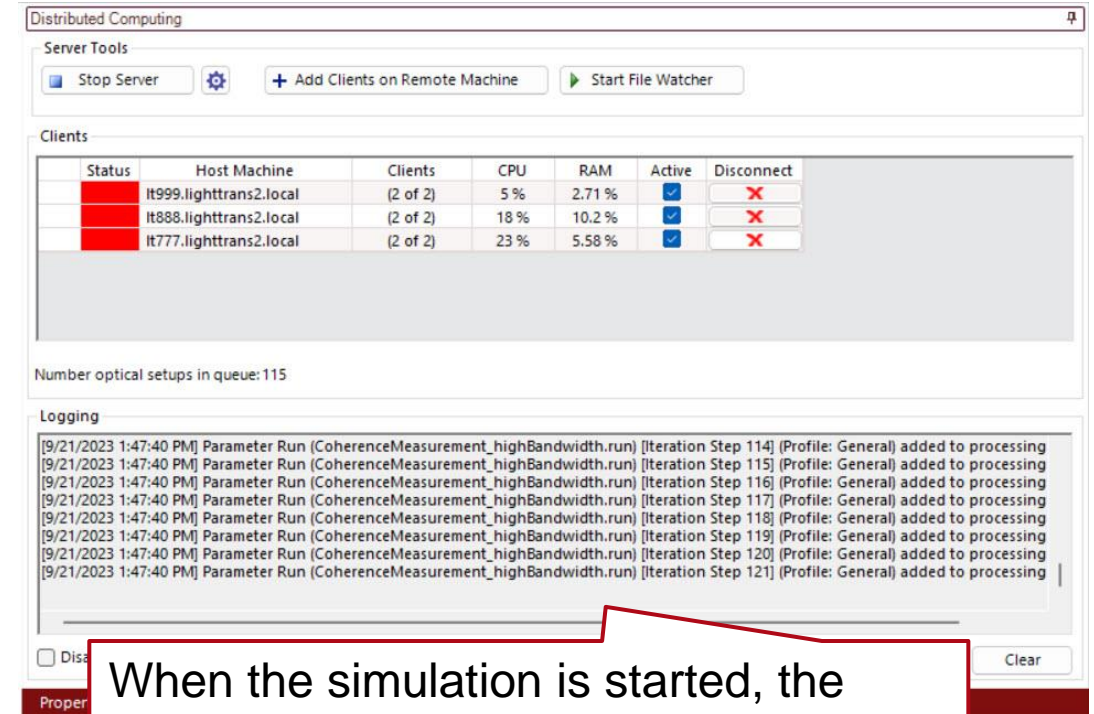 Distributed Computing
Server Tools
Stop Server
+ Add Clients on Remote Machine
Start File Watcher
Clients
Status Host Machine Clients CPU RAM Active Disconnect
lt999.lighttrans2.local (2 of 2) 5 % 2.71 %
lt888.lighttrans2.local (2 of 2) 18 % 10.2 %
lt777.lighttrans2.local (2 of 2) 23 % 5.58 %
Number optical setups in queue: 115
Logging
[9/21/2023 1:47:40 PM] Parameter Run (CoherenceMeasurement_highBandwidth.run) [Iteration Step 114] (Profile: General) added to processing
[9/21/2023 1:47:40 PM] Parameter Run (CoherenceMeasurement_highBandwidth.run) [Iteration Step 115] (Profile: General) added to processing
[9/21/2023 1:47:40 PM] Parameter Run (CoherenceMeasurement_highBandwidth.run) [Iteration Step 116] (Profile: General) added to processing
[9/21/2023 1:47:40 PM] Parameter Run (CoherenceMeasurement_highBandwidth.run) [Iteration Step 117] (Profile: General) added to processing
[9/21/2023 1:47:40 PM] Parameter Run (CoherenceMeasurement_highBandwidth.run) [Iteration Step 118] (Profile: General) added to processing
[9/21/2023 1:47:40 PM] Parameter Run (CoherenceMeasurement_highBandwidth.run) [Iteration Step 119] (Profile: General) added to processing
[9/21/2023 1:47:40 PM] Parameter Run (CoherenceMeasurement_highBandwidth.run) [Iteration Step 120] (Profile: General) added to processing
[9/21/2023 1:47:40 PM] Parameter Run (CoherenceMeasurement_highBandwidth.run) [Iteration Step 121] (Profile: General) added to processing
Clear
When the simulation is started, the